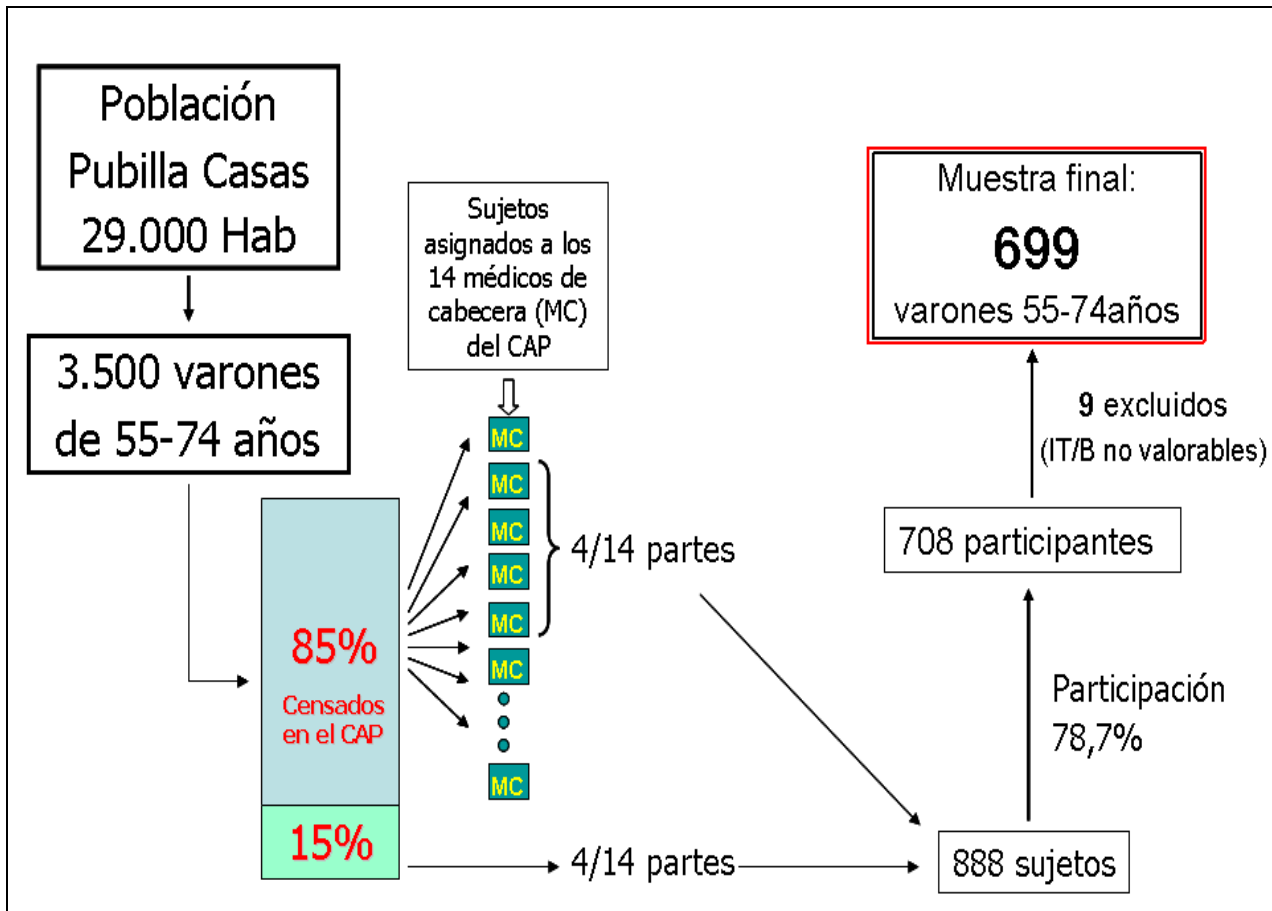 Población
Pubilla Casas
29.000 Hab
3.500 varones
de 55-74 años
85%
Censados
en el CAP
15%
Sujetos
asignados a los
14 médicos de
cabecera (MC)
del CAP
MC
MC
MC
MC
MC
MC
MC
4/14 partes
4/14 partes
888 sujetos
Participación
78,7%
708 participantes
9 excluidos
(IT/B no valorables)
Muestra final:
699
varones 55-74años